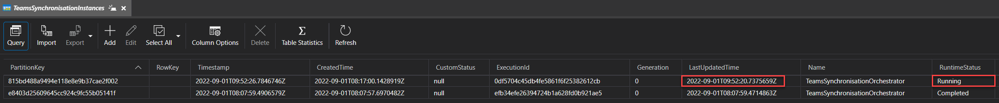 TeamsSynchronisationInstances
Query Import Export Add Edit Select All Column Options Delete Table Statistics Refresh
PartitionKey RowKey Timestamp CreatedTime CustomStatus ExecutionId Generation LastUpdatedTime Name RuntimeStatus
815bd488a9494e118e8e9b37cae2f002 2022-09-01T09:52:26.7846746Z 2022-09-01T08:17:00.1428919Z null 0df5704c45db4fe5861f6f25382612cb 0 2022-09-01T09:52:20.7375659Z TeamsSynchronisationOrchestrator Running
e8403d25609645cc924c9fc55b05141f 2022-09-01T08:07:59.4906579Z 2022-09-01T08:07:57.6970482Z null efb34efe26394724b1a628fd0b921ae5 0 2022-09-01T08:07:59.4714863Z TeamsSynchronisationOrchestrator Completed